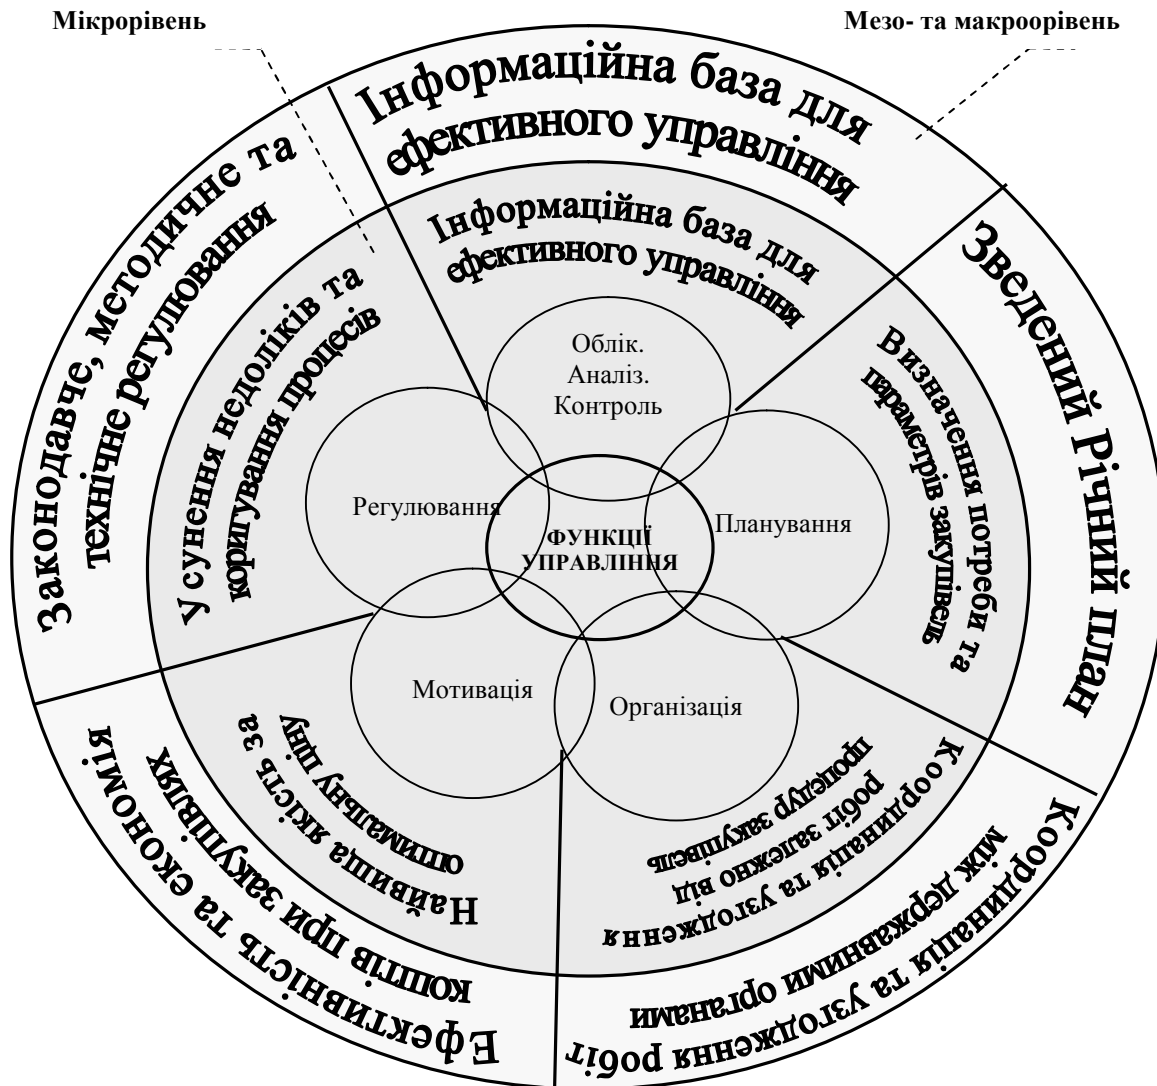 Мікрорівень
Мезо- та макроорівень
Інформаційна база для
ефективного управління
Інформаційна база для
ефективного управління
Законодавче, методичне та
технічне регулювання
Усунення недоліків та
коригування процесів
Зведений Річний план
Визначення потреби та
параметрів закупівель
Облік.
Аналіз.
Контроль
Регулювання
Планування
ФУНКЦІЇ
УПРАВЛІННЯ
Мотивація
Організація
Найвища якість за
оптимальну ціну
Ефективність та економія
коштів при закупівлях
Координація та узгодження
робіт залежно від
процедур закупівель
Координація та узгодження робіт
між державними органами